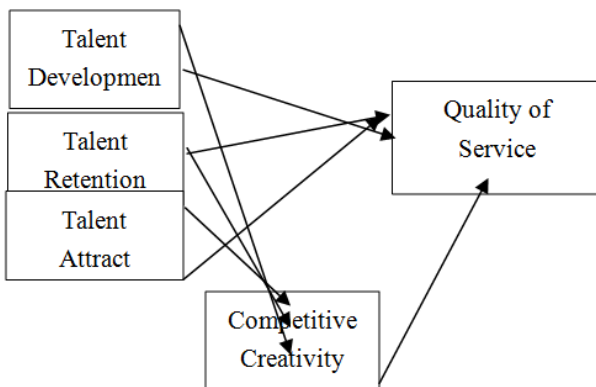 Talent
Developmen
Talent
Retention
Talent
Attract
Quality of
Service
Competitive
Creativity